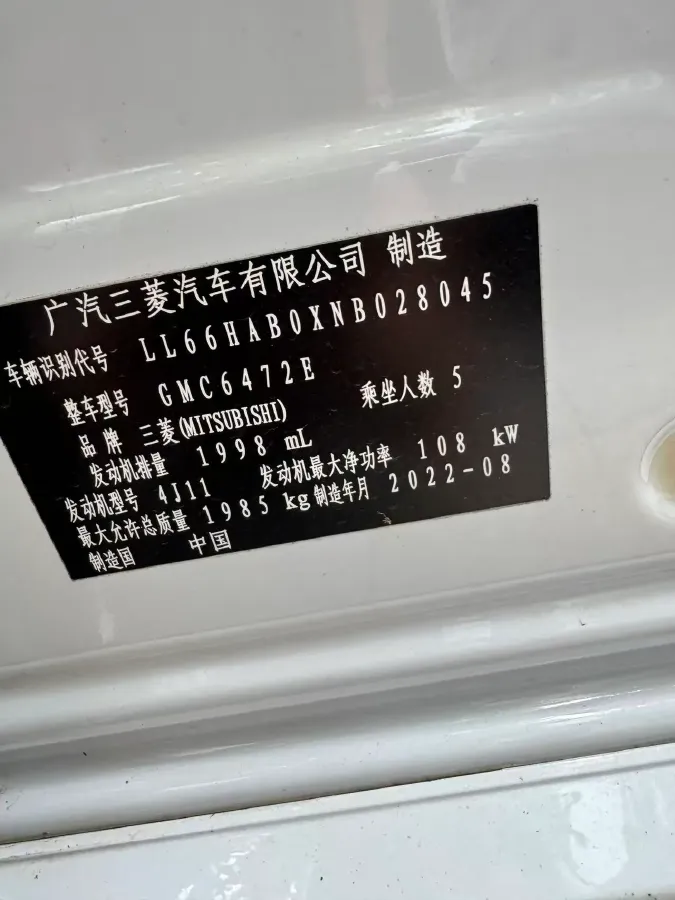 广汽三菱汽车有限公司 制造
车辆识别代号 LL66HAB0XNB028045
整车型号 GMC6472E
品牌 三菱(MITSUBISHI) 乘坐人数 5
发动机排量 1998 mL
发动机型号 4J11 发动机最大净功率 108 kW
最大允许总质量 1985 kg 制造年月 2022-08
制造国 中国